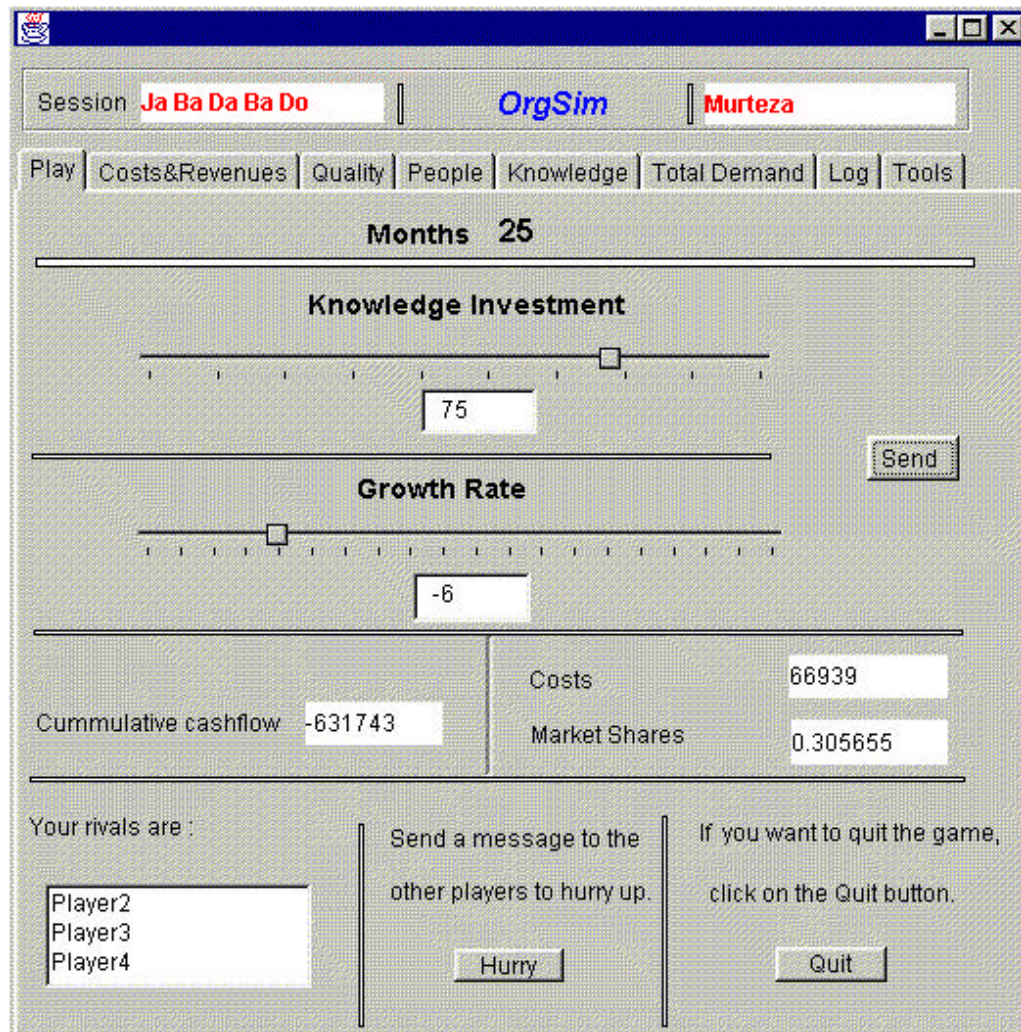 Session Ja Ba Da Ba Do OrgSim Murteza
Play Costs&Revenues Quality People Knowledge Total Demand Log Tools
Months 25
Knowledge Investment
75
Send
Growth Rate
-6
Cummulative cashflow -631743
Costs 66939
Market Shares 0.305655
Your rivals are :
Player2
Player3
Player4
Send a message to the
other players to hurry up.
Hurry
If you want to quit the game,
click on the Quit button.
Quit